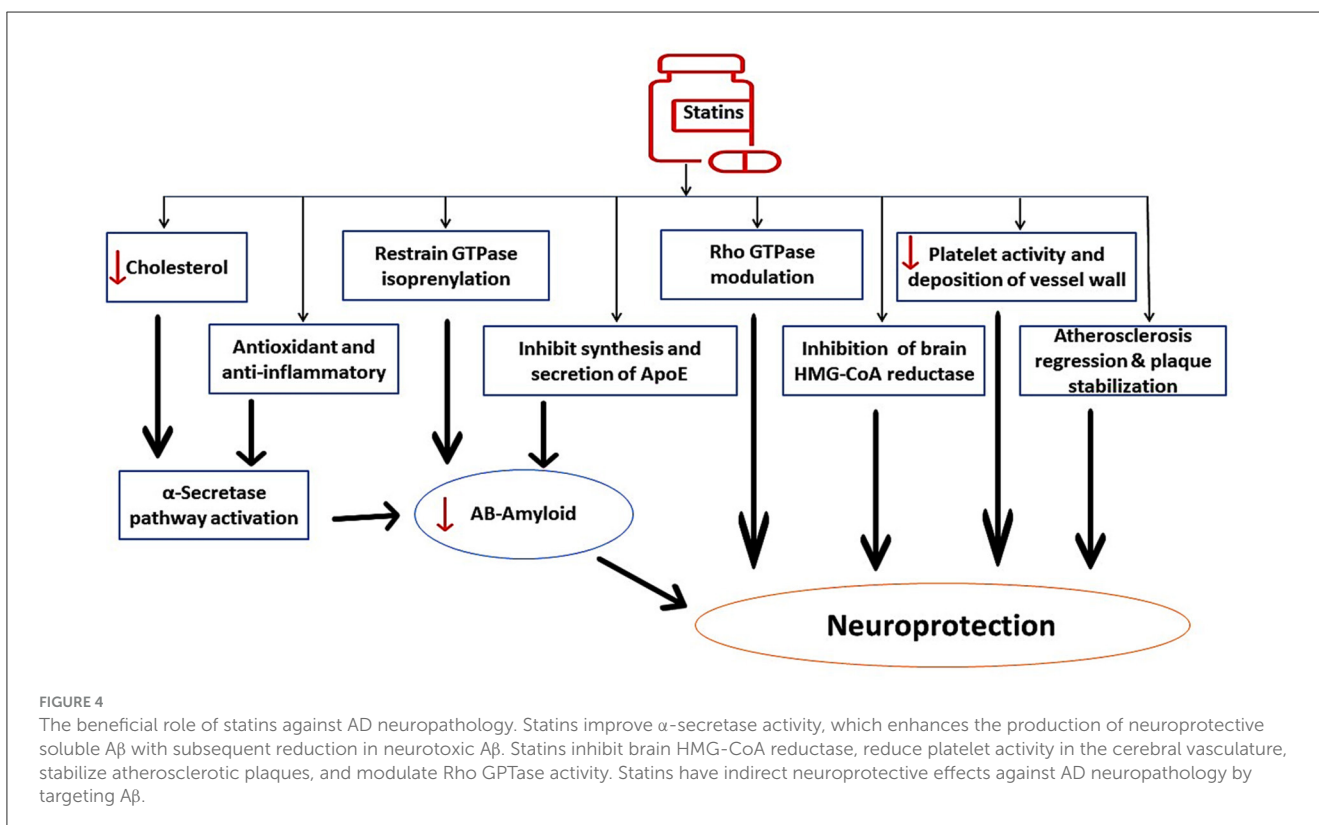 Statins
Cholesterol
Restrain GTPase
isoprenylation
Rho GTPase
modulation
Platelet activity and
deposition of vessel wall
Antioxidant and
anti-inflammatory
Inhibit synthesis and
secretion of ApoE
Inhibition of brain
HMG-CoA reductase
Atherosclerosis
regression & plaque
stabilization
α-Secretase
pathway activation
AB-Amyloid
Neuroprotection
FIGURE 4
The beneficial role of statins against AD neuropathology. Statins improve α-secretase activity, which enhances the production of neuroprotective
soluble Aβ with subsequent reduction in neurotoxic Aβ. Statins inhibit brain HMG-CoA reductase, reduce platelet activity in the cerebral vasculature,
stabilize atherosclerotic plaques, and modulate Rho GPTase activity. Statins have indirect neuroprotective effects against AD neuropathology by
targeting Aβ.